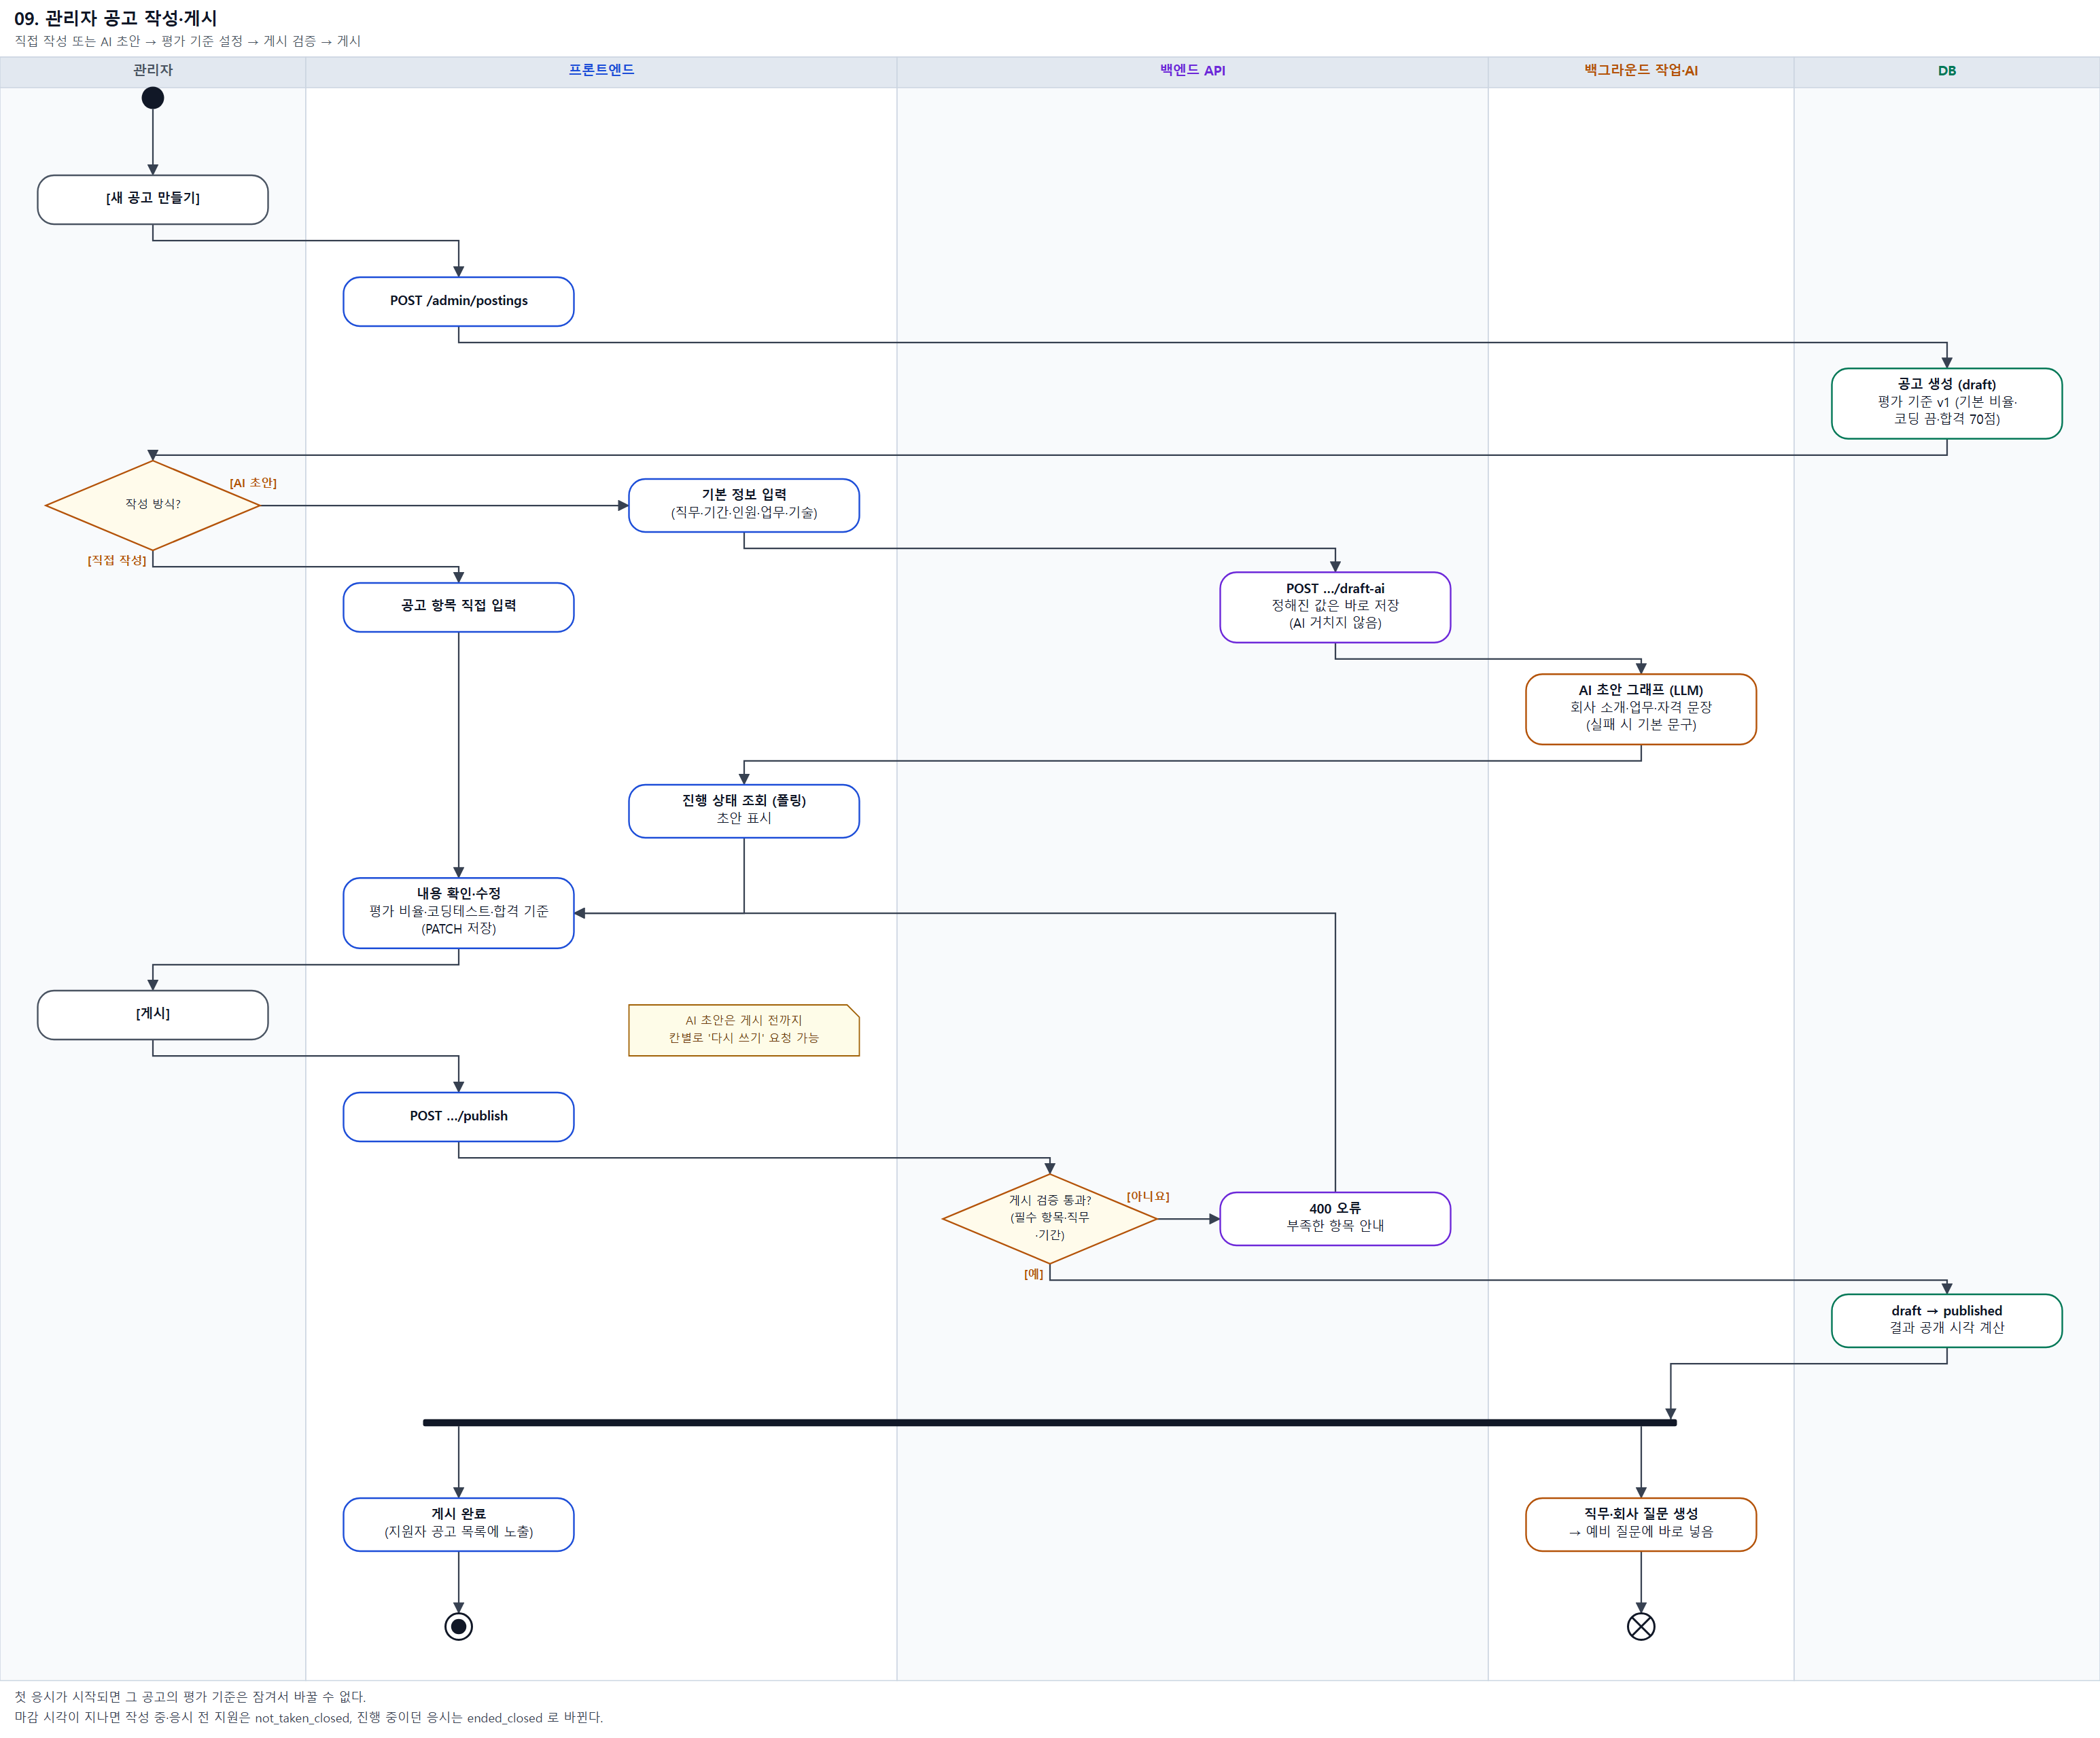 09. 관리자 공고 작성·게시
직접 작성 또는 AI 초안 → 평가 기준 설정 → 게시 검증 → 게시
관리자
프론트엔드
백엔드 API
백그라운드 작업·AI
DB
[새 공고 만들기]
POST /admin/postings
공고 생성 (draft)
평가 기준 v1 (기본 비율·
코딩 끔·합격 70점)
작성 방식?
[AI 초안]
[직접 작성]
기본 정보 입력
(직무·기간·인원·업무·기술)
공고 항목 직접 입력
POST .../draft-ai
정해진 값은 바로 저장
(AI 거치지 않음)
AI 초안 그래프 (LLM)
회사 소개·업무·자격 문장
(실패 시 기본 문구)
진행 상태 조회 (폴링)
초안 표시
내용 확인·수정
평가 비율·코딩테스트·합격 기준
(PATCH 저장)
[게시]
AI 초안은 게시 전까지
칸별로 '다시 쓰기' 요청 가능
POST .../publish
게시 검증 통과?
(필수 항목·직무
·기간)
[아니요]
[예]
400 오류
부족한 항목 안내
draft → published
결과 공개 시각 계산
게시 완료
(지원자 공고 목록에 노출)
직무·회사 질문 생성
→ 예비 질문에 바로 넣음
첫 응시가 시작되면 그 공고의 평가 기준은 잠겨서 바꿀 수 없다.
마감 시각이 지나면 작성 중·응시 전 지원은 not_taken_closed, 진행 중이던 응시는 ended_closed 로 바뀐다.